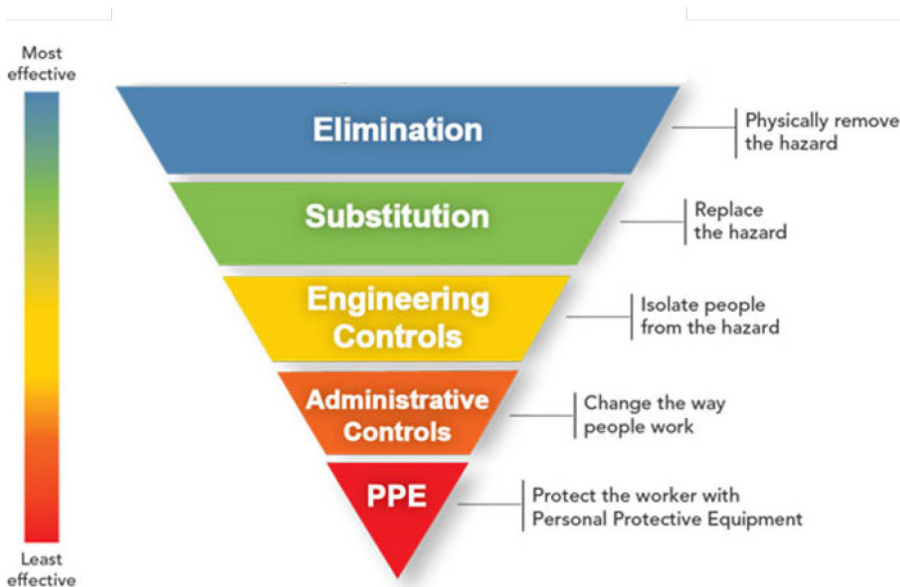 Most
effective
Elimination
Physically remove
the hazard
Substitution
Replace
the hazard
Engineering
Controls
Isolate people
from the hazard
Administrative
Controls
Change the way
people work
PPE
Protect the worker with
Personal Protective Equipment
Least
effective